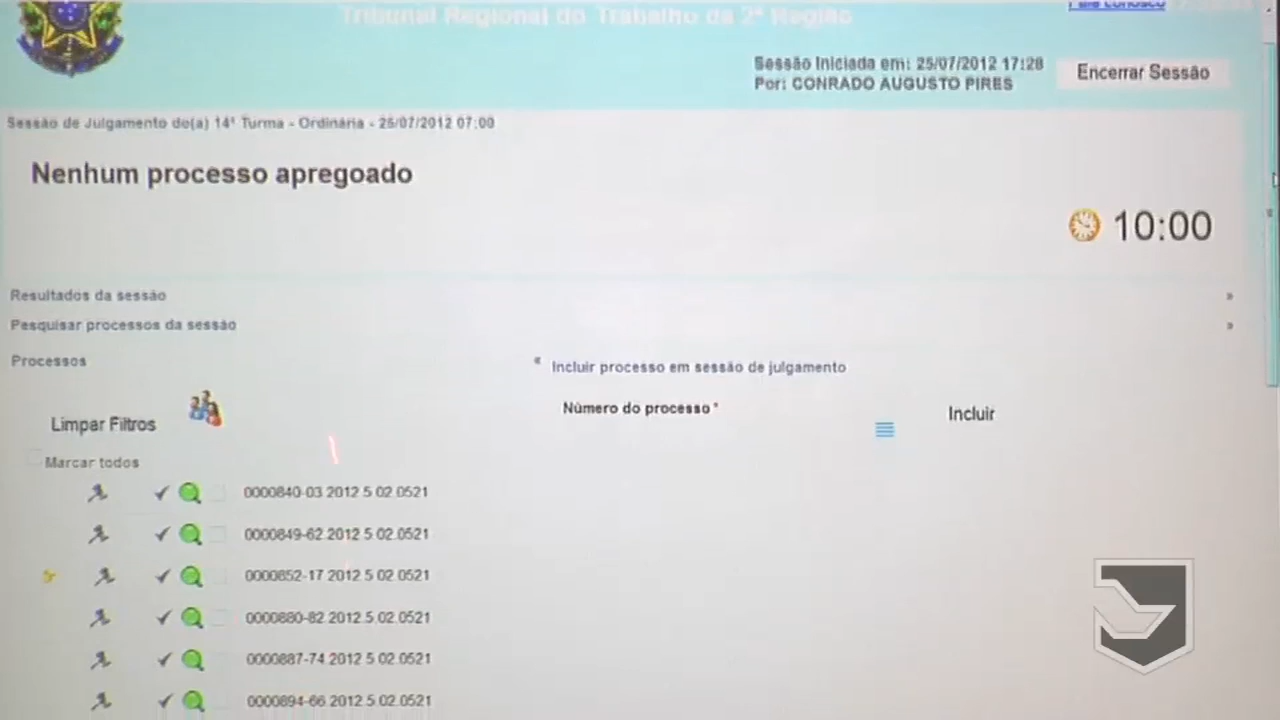 Tribunal Regional do Trabalho da 2ª Região
Fale conosco
Sessão Iniciada em: 25/07/2012 17:28
Por: CONRADO AUGUSTO PIRES
Encerrar Sessão
Sessão de Julgamento do(a) 14ª Turma - Ordinária - 25/07/2012 07:00
Nenhum processo apregoado
10:00
Resultados da sessão
»
Pesquisar processos da sessão
»
Processos
Incluir processo em sessão de julgamento
Número do processo*
Limpar Filtros
Incluir
Marcar todos
0000840-03.2012.5.02.0521
0000849-62.2012.5.02.0521
0000852-17.2012.5.02.0521
0000880-82.2012.5.02.0521
0000887-74.2012.5.02.0521
0000894-66.2012.5.02.0521